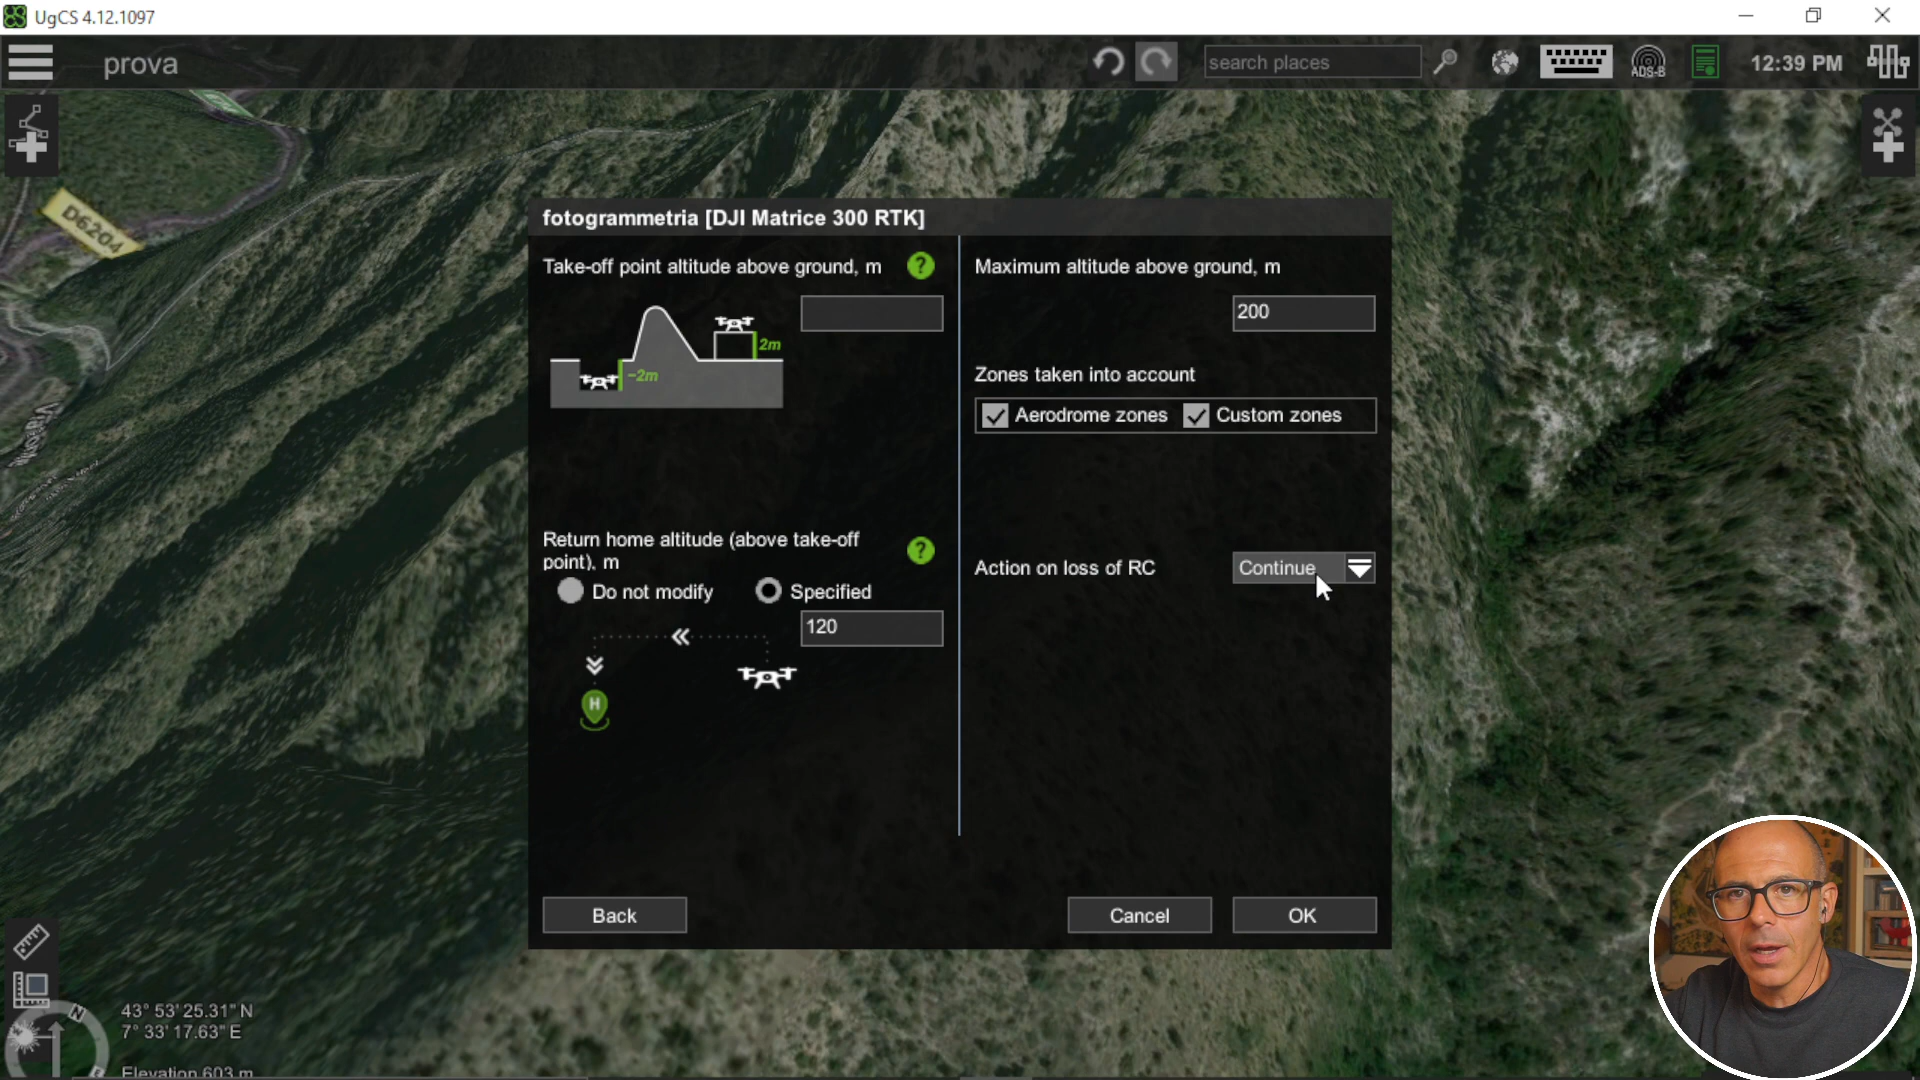 UgCS 4.12.1097
prova
search places
ADS-B
12:39 PM
D6204
fotogrammetria [DJI Matrice 300 RTK]
Take-off point altitude above ground, m
?
2m
-2m
Return home altitude (above take-off
point), m
?
Do not modify
Specified
120
H
Maximum altitude above ground, m
200
Zones taken into account
Aerodrome zones
Custom zones
Action on loss of RC
Continue
Back
Cancel
OK
N
43° 53' 25.31" N
7° 33' 17.63" E
Elevation 603 m